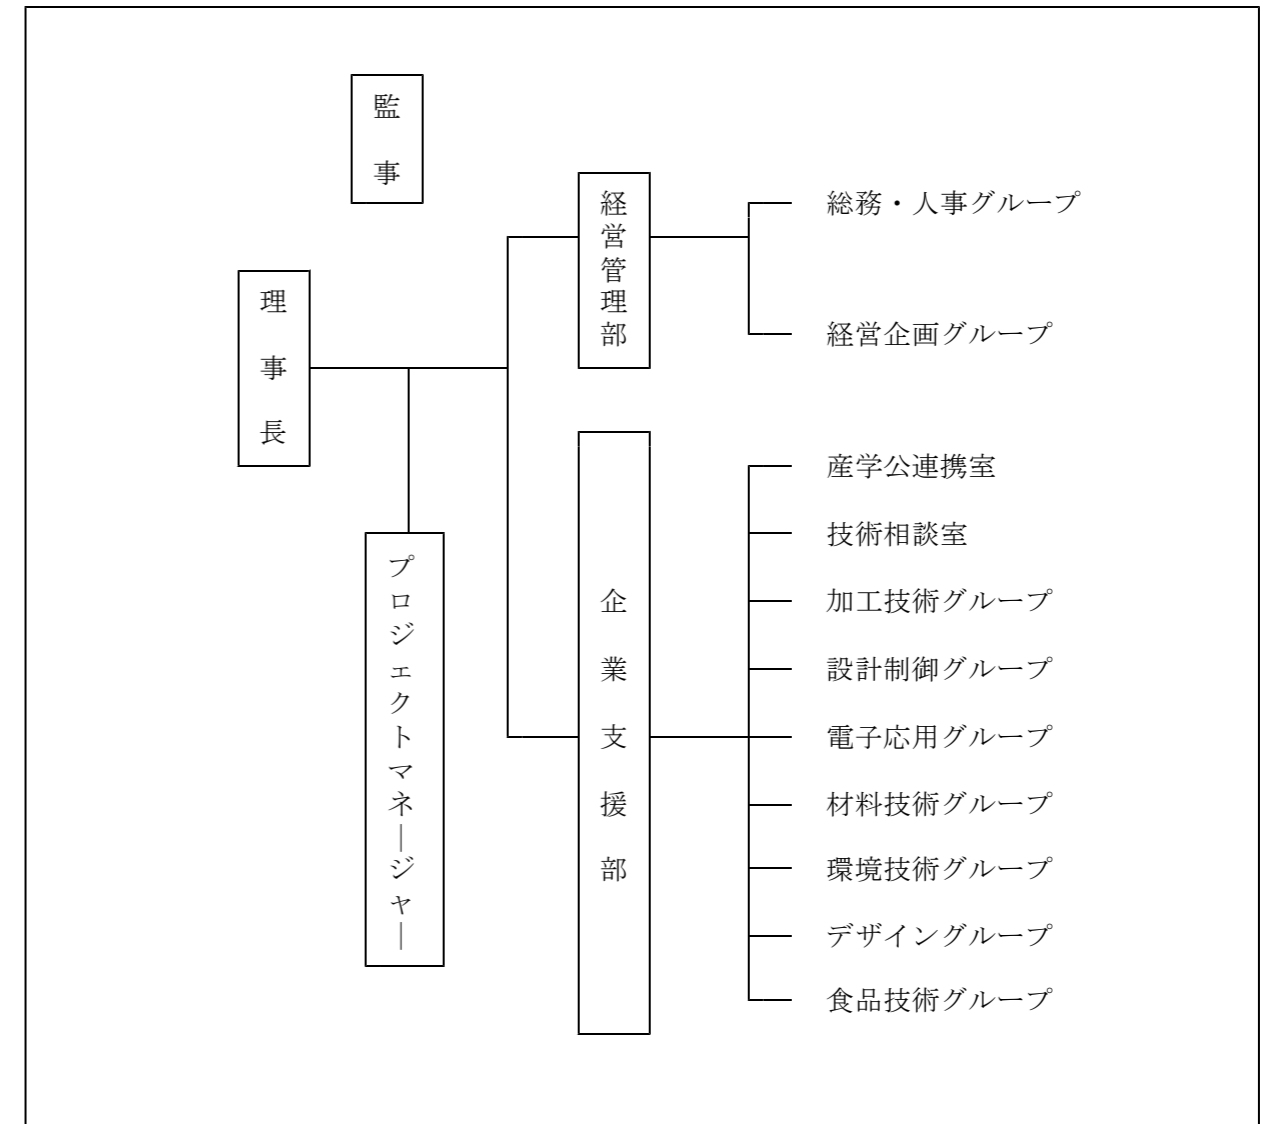 監事
理事長
プロジェクトマネージャー
経営管理部
総務・人事グループ
経営企画グループ
企業支援部
産学公連携室
技術相談室
加工技術グループ
設計制御グループ
電子応用グループ
材料技術グループ
環境技術グループ
デザイングループ
食品技術グループ